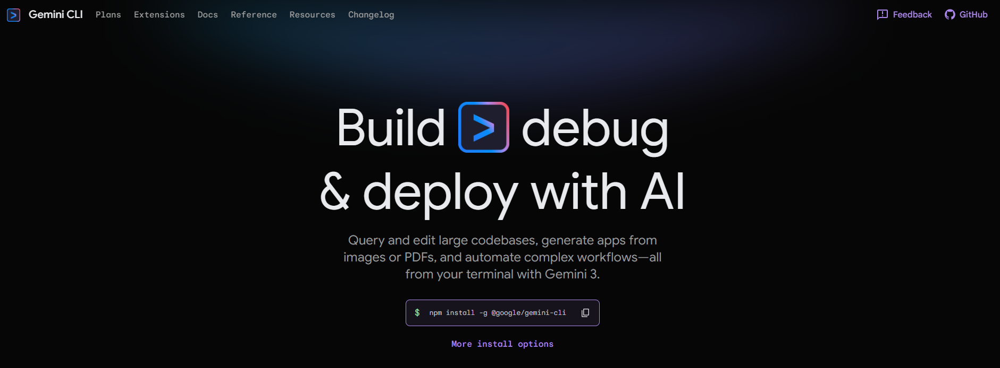 Gemini CLI Plans Extensions Docs Reference Resources Changelog Feedback GitHub
Build > debug
& deploy with AI
Query and edit large codebases, generate apps from
images or PDFs, and automate complex workflows—all
from your terminal with Gemini 3.
$ npm install -g @google/gemini-cli
More install options